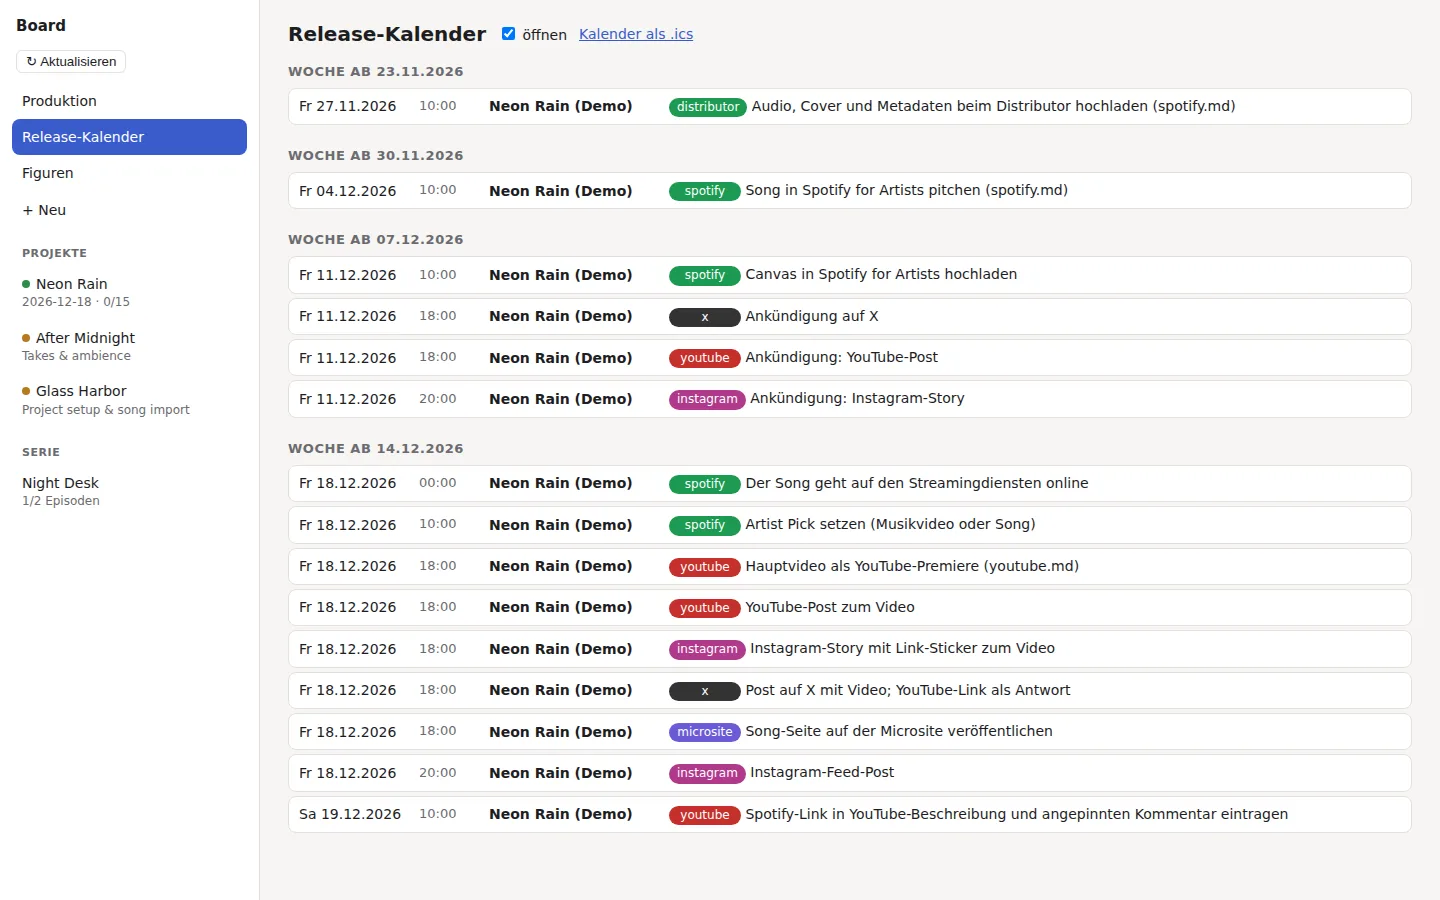 Board
↻ Aktualisieren
Produktion
Release-Kalender
Figuren
+ Neu
PROJEKTE
Neon Rain
2026-12-18 · 0/15
After Midnight
Takes & ambience
Glass Harbor
Project setup & song import
SERIE
Night Desk
1/2 Episoden
Release-Kalender öffnen Kalender als .ics
WOCHE AB 23.11.2026
Fr 27.11.2026 10:00 Neon Rain (Demo) distributor Audio, Cover und Metadaten beim Distributor hochladen (spotify.md)
WOCHE AB 30.11.2026
Fr 04.12.2026 10:00 Neon Rain (Demo) spotify Song in Spotify for Artists pitchen (spotify.md)
WOCHE AB 07.12.2026
Fr 11.12.2026 10:00 Neon Rain (Demo) spotify Canvas in Spotify for Artists hochladen
Fr 11.12.2026 18:00 Neon Rain (Demo) x Ankündigung auf X
Fr 11.12.2026 18:00 Neon Rain (Demo) youtube Ankündigung: YouTube-Post
Fr 11.12.2026 20:00 Neon Rain (Demo) instagram Ankündigung: Instagram-Story
WOCHE AB 14.12.2026
Fr 18.12.2026 00:00 Neon Rain (Demo) spotify Der Song geht auf den Streamingdiensten online
Fr 18.12.2026 10:00 Neon Rain (Demo) spotify Artist Pick setzen (Musikvideo oder Song)
Fr 18.12.2026 18:00 Neon Rain (Demo) youtube Hauptvideo als YouTube-Premiere (youtube.md)
Fr 18.12.2026 18:00 Neon Rain (Demo) youtube YouTube-Post zum Video
Fr 18.12.2026 18:00 Neon Rain (Demo) instagram Instagram-Story mit Link-Sticker zum Video
Fr 18.12.2026 18:00 Neon Rain (Demo) x Post auf X mit Video; YouTube-Link als Antwort
Fr 18.12.2026 18:00 Neon Rain (Demo) microsite Song-Seite auf der Microsite veröffentlichen
Fr 18.12.2026 20:00 Neon Rain (Demo) instagram Instagram-Feed-Post
Sa 19.12.2026 10:00 Neon Rain (Demo) youtube Spotify-Link in YouTube-Beschreibung und angepinnten Kommentar eintragen